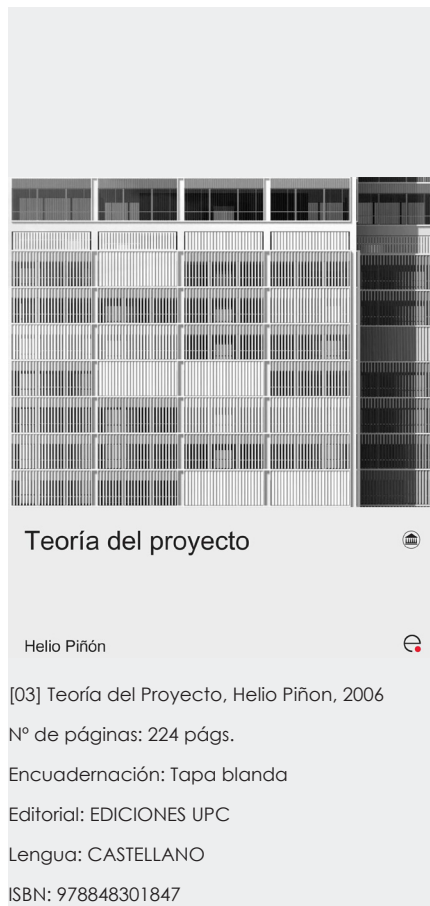 Teoría del proyecto
Helio Piñón
[03] Teoría del Proyecto, Helio Piñon, 2006
Nº de páginas: 224 págs.
Encuadernación: Tapa blanda
Editorial: EDICIONES UPC
Lengua: CASTELLANO
ISBN: 978848301847